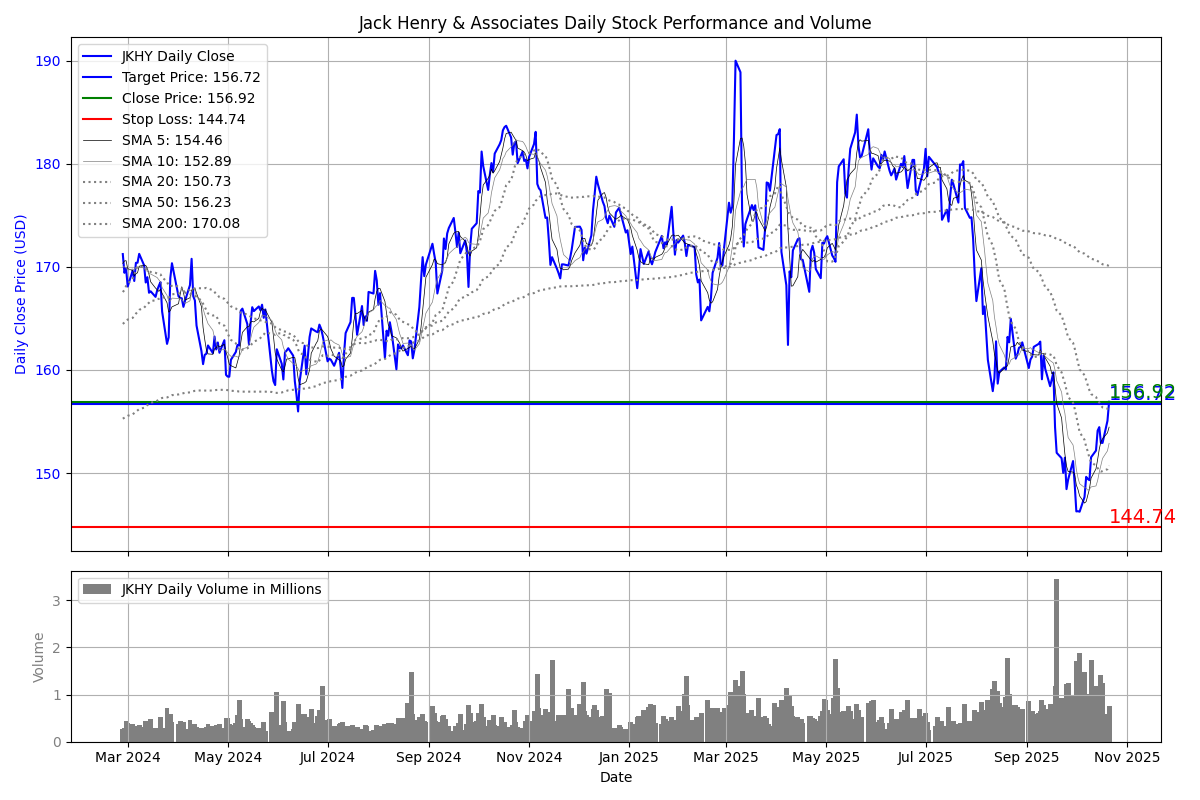 Jack Henry & Associates Daily Stock Performance and Volume
JKHY Daily Close
Target Price: 156.72
Close Price: 156.92
Stop Loss: 144.74
SMA 5: 154.46
SMA 10: 152.89
SMA 20: 150.73
SMA 50: 156.23
SMA 200: 170.08
Daily Close Price (USD)
190
180
170
160
150
156.72
156.92
144.74
JKHY Daily Volume in Millions
Volume
3
2
1
0
Mar 2024 May 2024 Jul 2024 Sep 2024 Nov 2024 Jan 2025 Mar 2025 May 2025 Jul 2025 Sep 2025 Nov 2025
Date